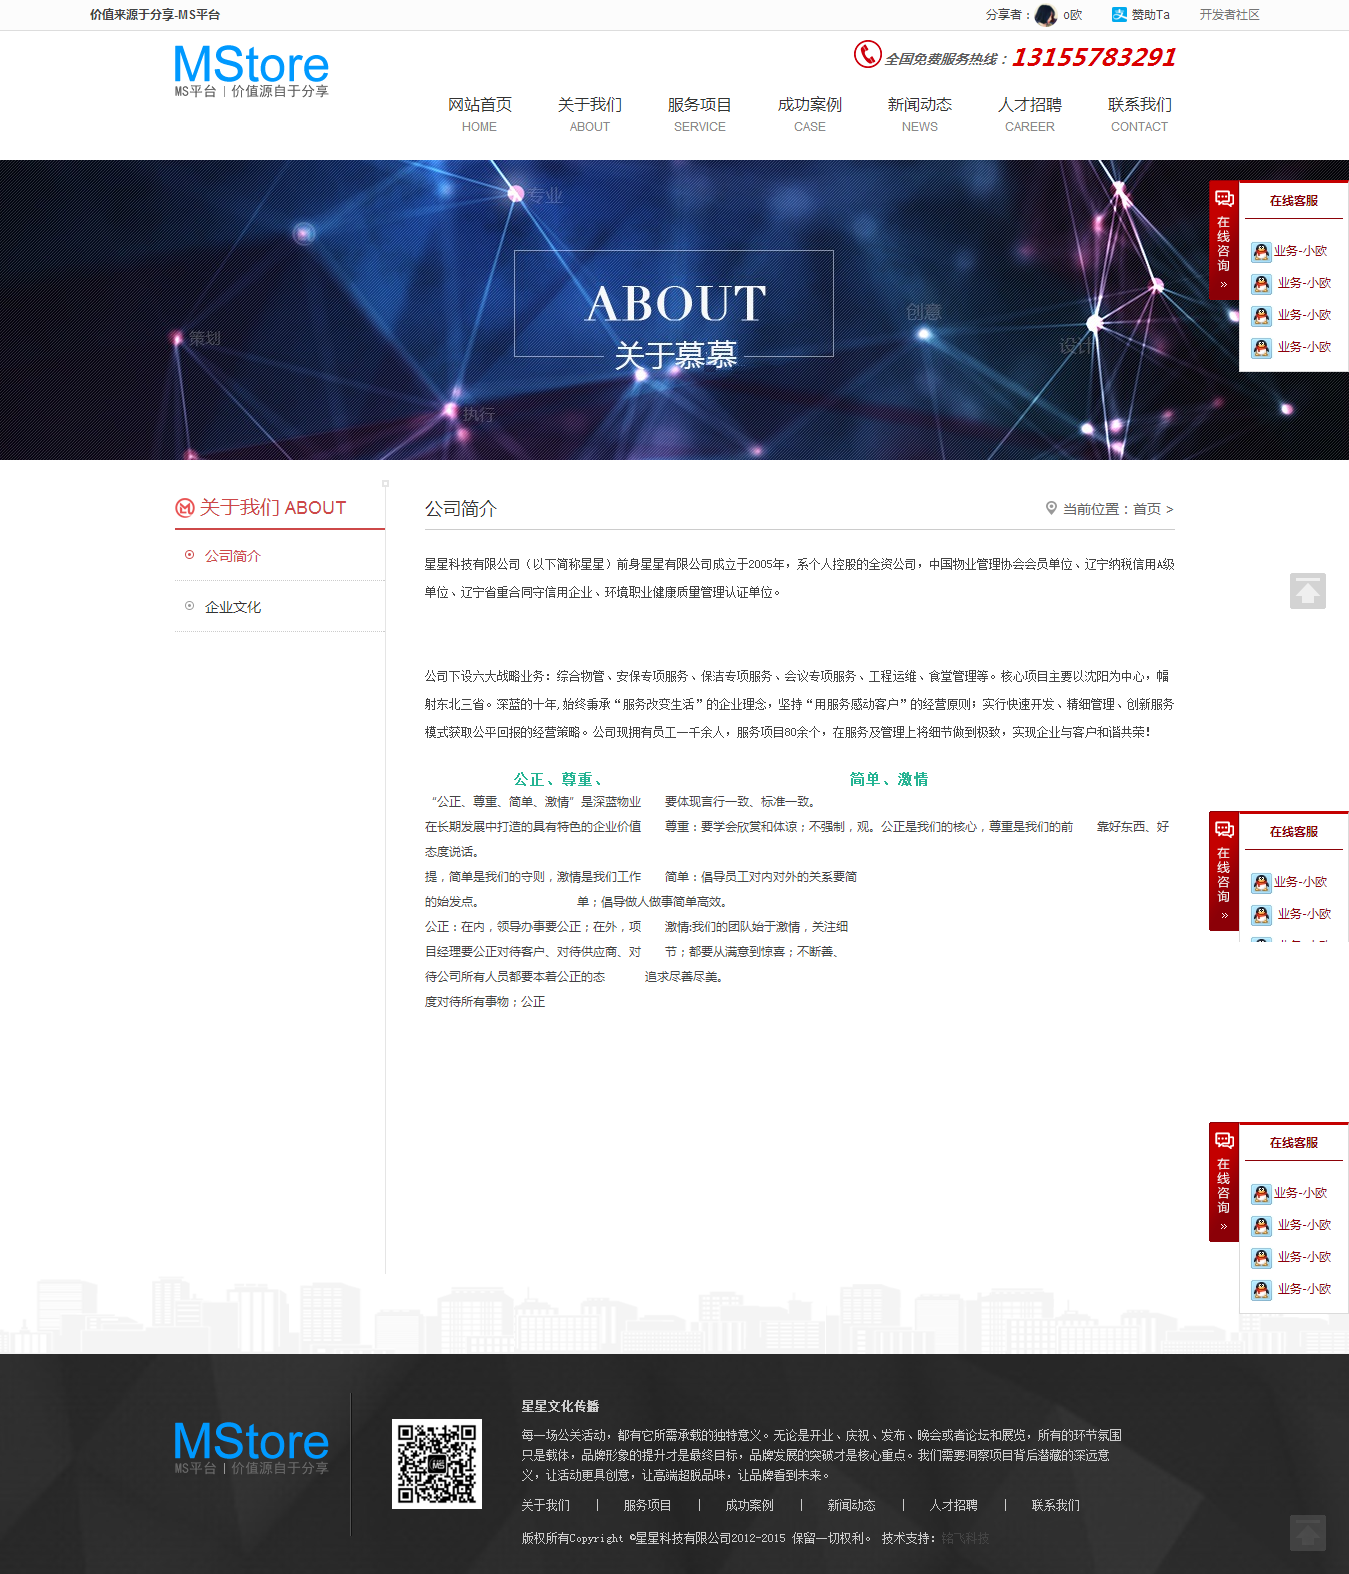 价值来源于分享-MS平台
分享者： o欧 赞助Ta 开发者社区
MStore
MS平台 | 价值源自于分享
全国免费服务热线：13155783291
网站首页 关于我们 服务项目 成功案例 新闻动态 人才招聘 联系我们
HOME ABOUT SERVICE CASE NEWS CAREER CONTACT
专业
策划
执行
创意
设计
ABOUT
关于慕慕
在线咨询 »
在线客服
业务-小欧
业务-小欧
业务-小欧
业务-小欧
关于我们 ABOUT
公司简介
企业文化
公司简介
当前位置：首页 >
星星科技有限公司（以下简称星星）前身星星有限公司成立于2005年，系个人控股的全资公司，中国物业管理协会会员单位、辽宁纳税信用A级
单位、辽宁省重合同守信用企业、环境职业健康质量管理认证单位。
公司下设六大战略业务：综合物管、安保专项服务、保洁专项服务、会议专项服务、工程运维、食堂管理等。核心项目主要以沈阳为中心，幅
射东北三省。深蓝的十年,始终秉承“服务改变生活”的企业理念，坚持“用服务感动客户”的经营原则；实行快速开发、精细管理、创新服务
模式获取公平回报的经营策略。公司现拥有员工一千余人，服务项目80余个，在服务及管理上将细节做到极致，实现企业与客户和谐共荣！
公正、尊重、 简单、激情
“公正、尊重、简单、激情”是深蓝物业 要体现言行一致、标准一致。
在长期发展中打造的具有特色的企业价值 尊重：要学会欣赏和体谅；不强制，观。公正是我们的核心，尊重是我们的前 靠好东西、好
态度说话。
提，简单是我们的守则，激情是我们工作 简单：倡导员工对内对外的关系要简
的始发点。 单；倡导做人做事简单高效。
公正：在内，领导办事要公正；在外，项 激情:我们的团队始于激情，关注细
目经理要公正对待客户、对待供应商、对 节；都要从满意到惊喜；不断善、
待公司所有人员都要本着公正的态 追求尽善尽美。
度对待所有事物；公正
在线咨询 »
在线客服
业务-小欧
业务-小欧
在线咨询 »
在线客服
业务-小欧
业务-小欧
业务-小欧
业务-小欧
MStore
MS平台 | 价值源自于分享
星星文化传播
每一场公关活动，都有它所需承载的独特意义。无论是开业、庆祝、发布、晚会或者论坛和展览，所有的环节氛围
只是载体，品牌形象的提升才是最终目标，品牌发展的突破才是核心重点。我们需要洞察项目背后潜藏的深远意
义，让活动更具创意，让高端超脱品味，让品牌看到未来。
关于我们 | 服务项目 | 成功案例 | 新闻动态 | 人才招聘 | 联系我们
版权所有Copyright ©星星科技有限公司2012-2015 保留一切权利。 技术支持：铭飞科技